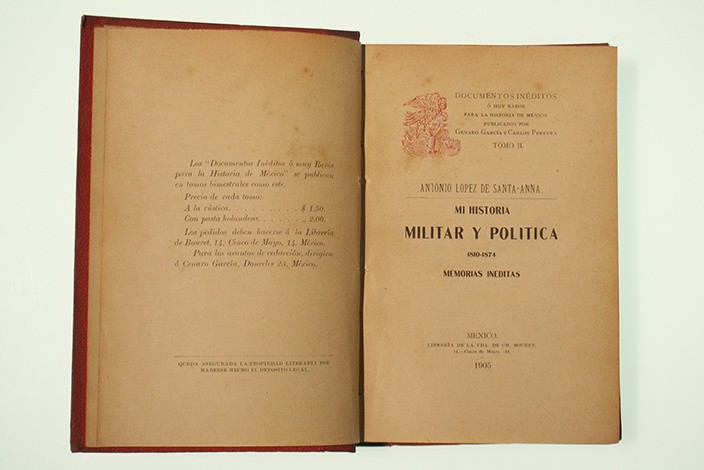 Los "Documentos Inéditos ó muy Raros
para la Historia de México" se publican
en tomos bimestrales como este.
Precio de cada tomo:
A la rústica. . . . . . . . . . $ 1.50.
Con pasta holandesa. . . . . . ,, 2.00.
Los pedidos deben hacerse á la Librería
de Bouret, 14, Cinco de Mayo, 14, México.
Para los asuntos de redacción, dirigirse
á Genaro García, Donceles 23, México.
QUEDA ASEGURADA LA PROPIEDAD LITERARIA POR
HABERSE HECHO EL DEPOSITO LEGAL.
DOCUMENTOS INÉDITOS
Ó MUY RAROS
PARA LA HISTORIA DE MÉXICO
PUBLICADOS POR
GENARO GARCÍA Y CARLOS PEREYRA
TOMO II.
ANTONIO LOPEZ DE SANTA-ANNA.
MI HISTORIA
MILITAR Y POLITICA
1810-1874
MEMORIAS INEDITAS
MEXICO.
LIBRERÍA DE LA VDA. DE CH. BOURET.
14.—Cinco de Mayo.—14.
1905